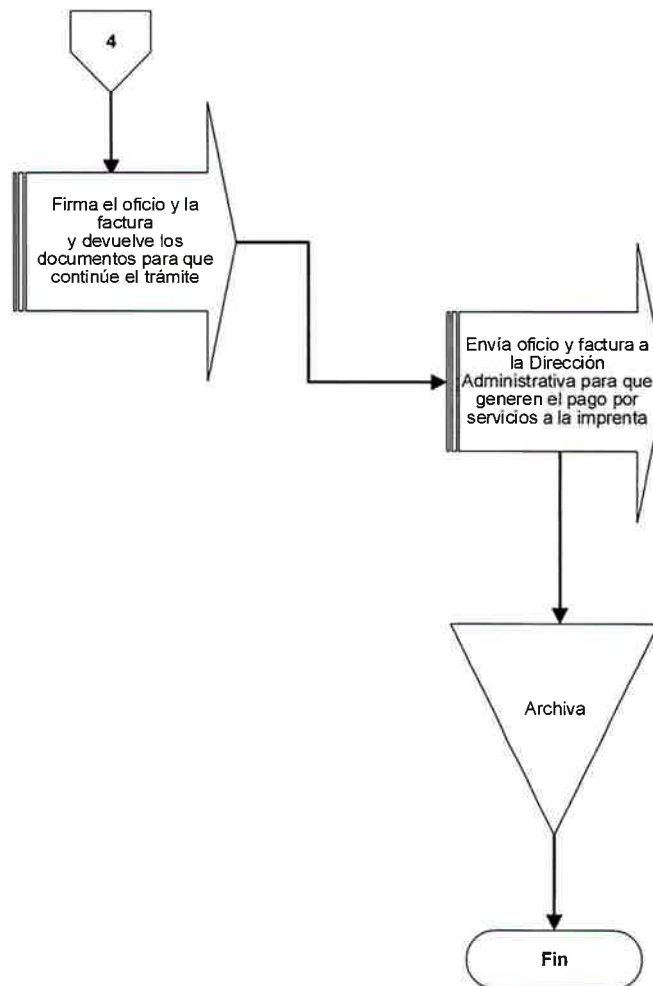 4
Firma el oficio y la
factura
y devuelve los
documentos para que
continúe el trámite
Envía oficio y factura a
la Dirección
Administrativa para que
generen el pago por
servicios a la imprenta
Archiva
Fin